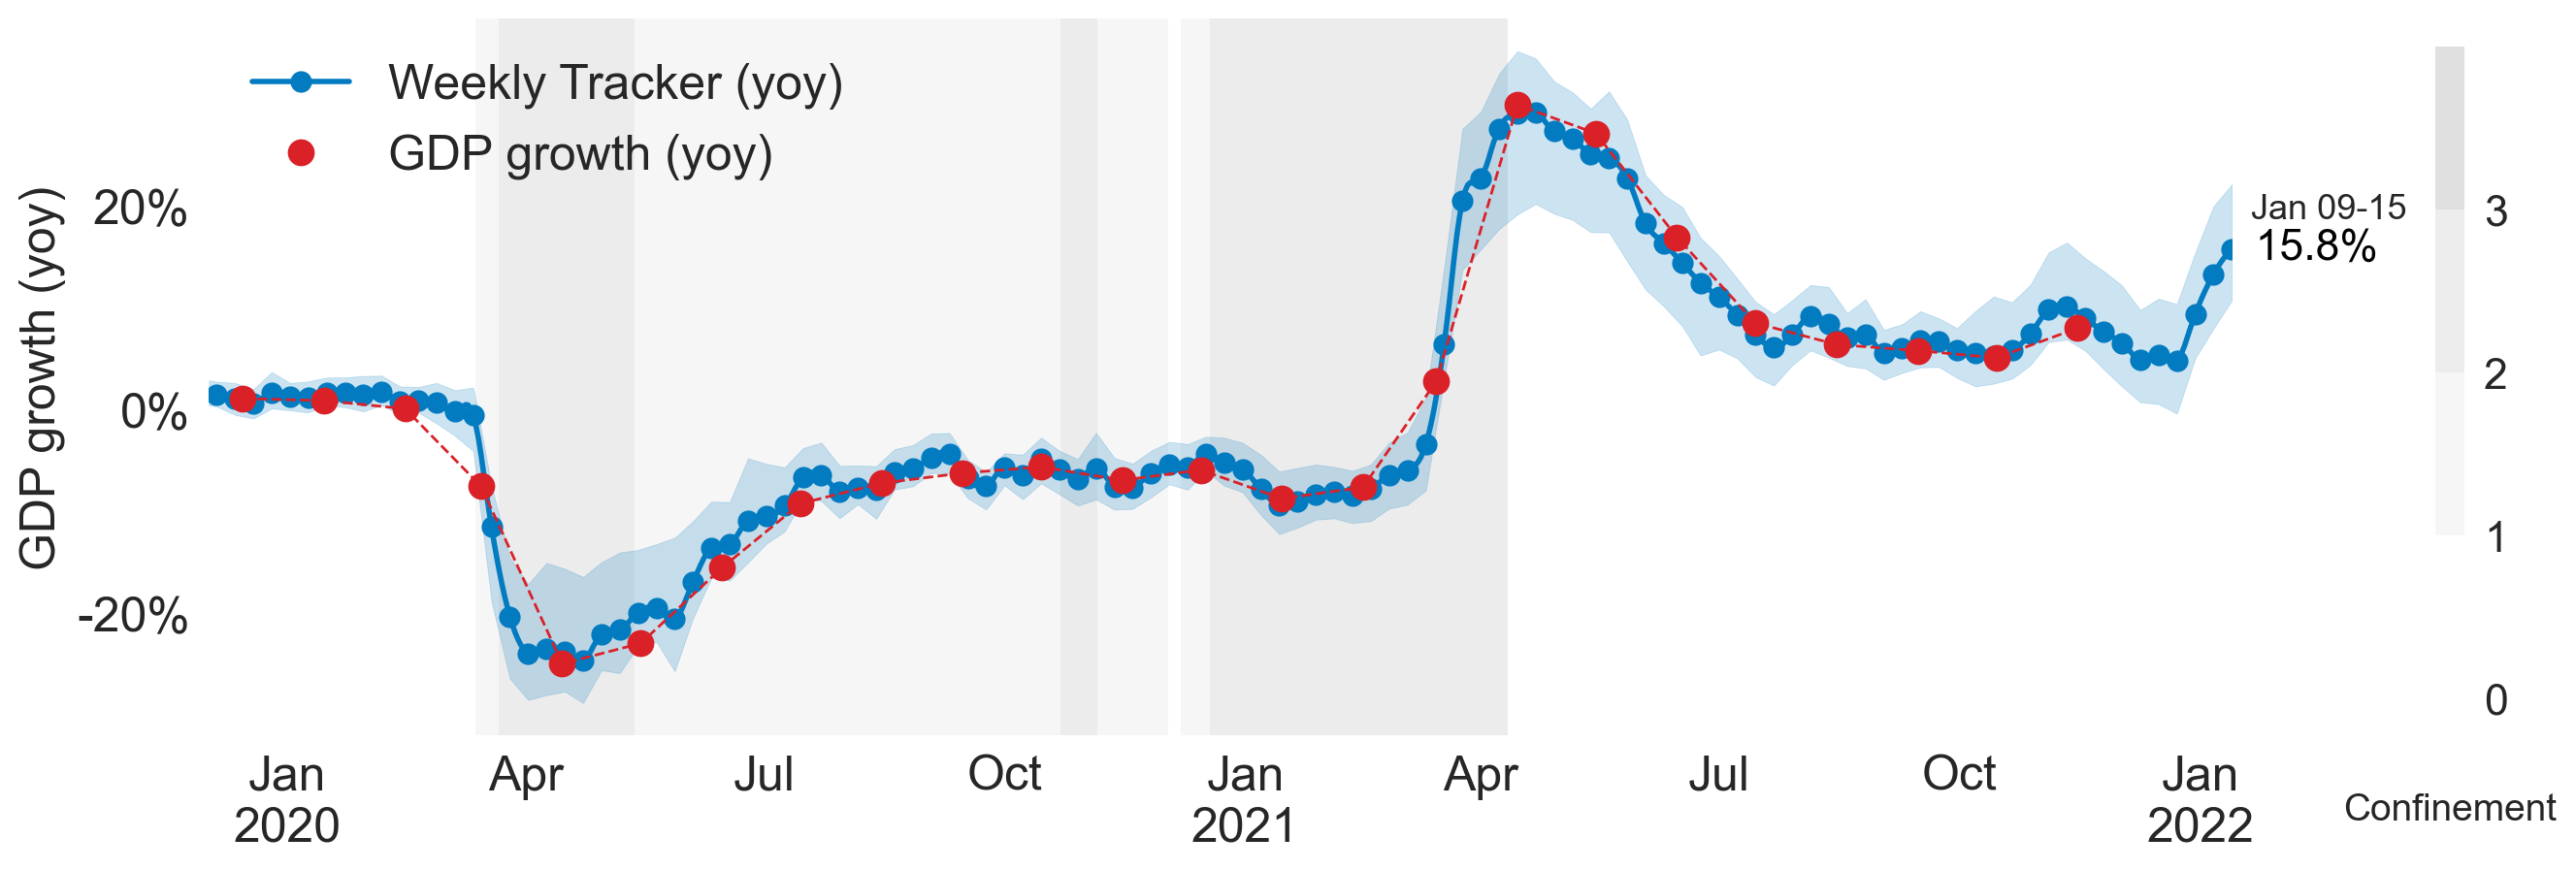 Weekly Tracker (yoy)
GDP growth (yoy)
GDP growth (yoy)
20%
0%
-20%
Jan 09-15
15.8%
3
2
1
0
Jan Apr Jul Oct Jan Apr Jul Oct Jan
2020 2021 2022
Confinement